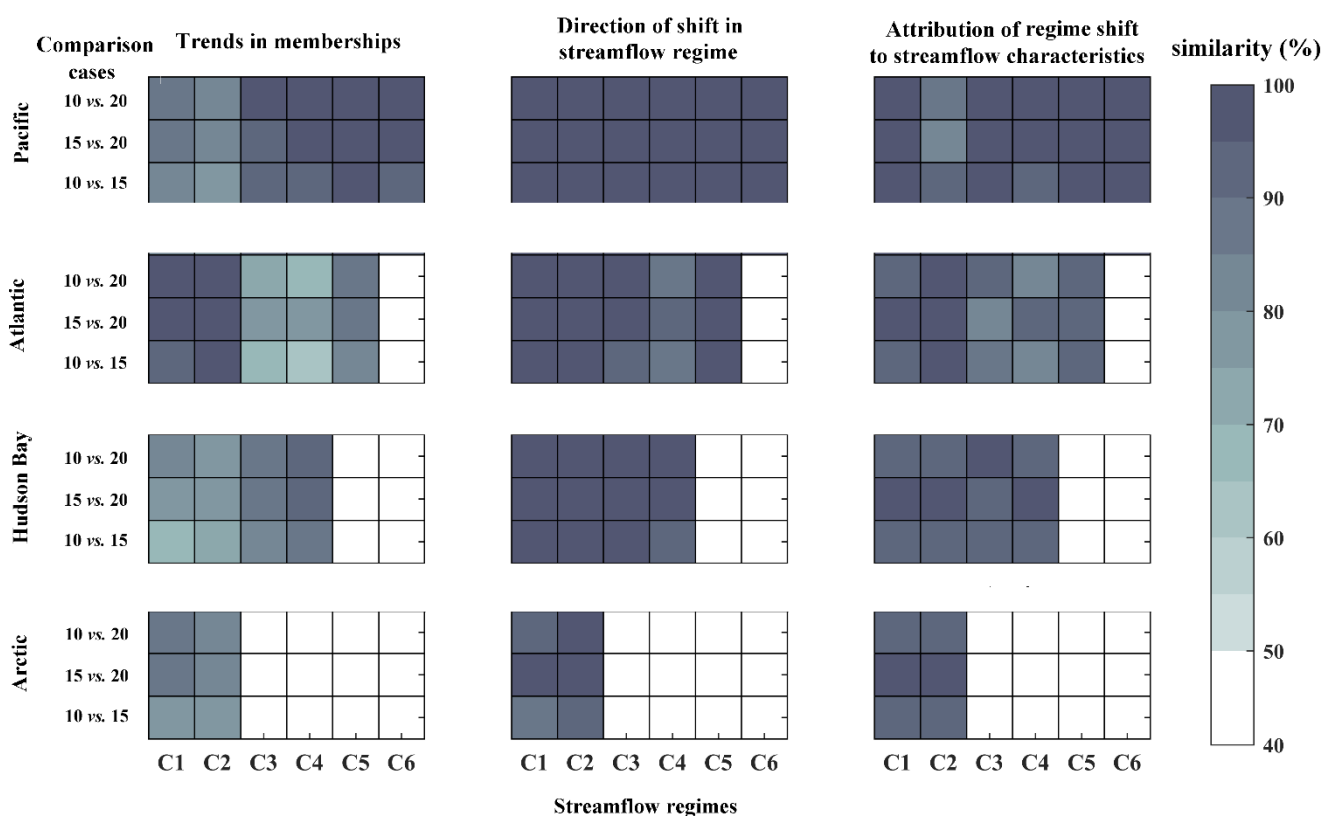 Comparison
cases
Trends in memberships
Direction of shift in
streamflow regime
Attribution of regime shift
to streamflow characteristics
similarity (%)
Pacific
10 vs. 20
15 vs. 20
10 vs. 15
Atlantic
10 vs. 20
15 vs. 20
10 vs. 15
Hudson Bay
10 vs. 20
15 vs. 20
10 vs. 15
Arctic
10 vs. 20
15 vs. 20
10 vs. 15
C1 C2 C3 C4 C5 C6
C1 C2 C3 C4 C5 C6
C1 C2 C3 C4 C5 C6
Streamflow regimes
100
90
80
70
60
50
40